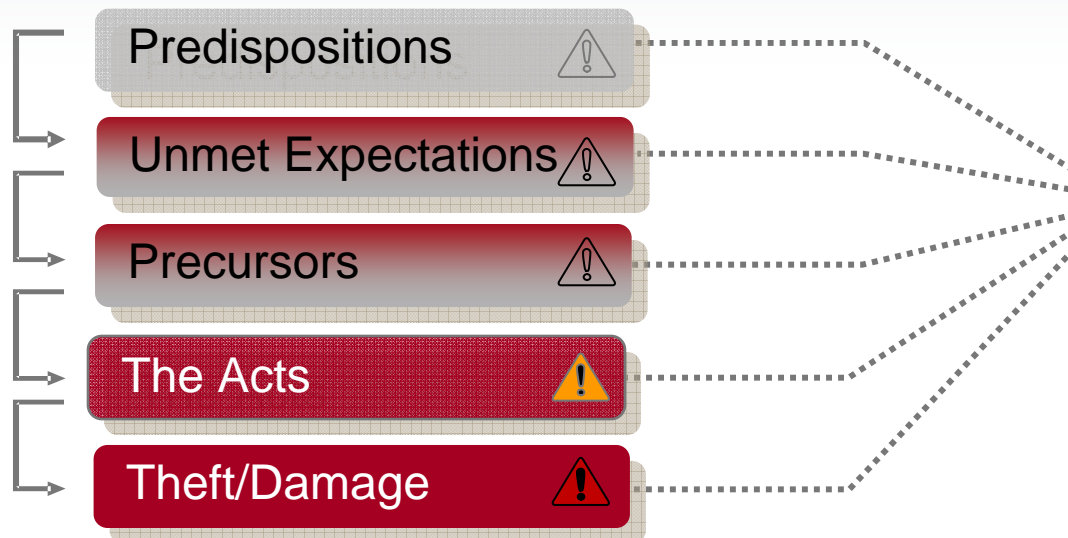 Predispositions
Unmet Expectations
Precursors
The Acts
Theft/Damage